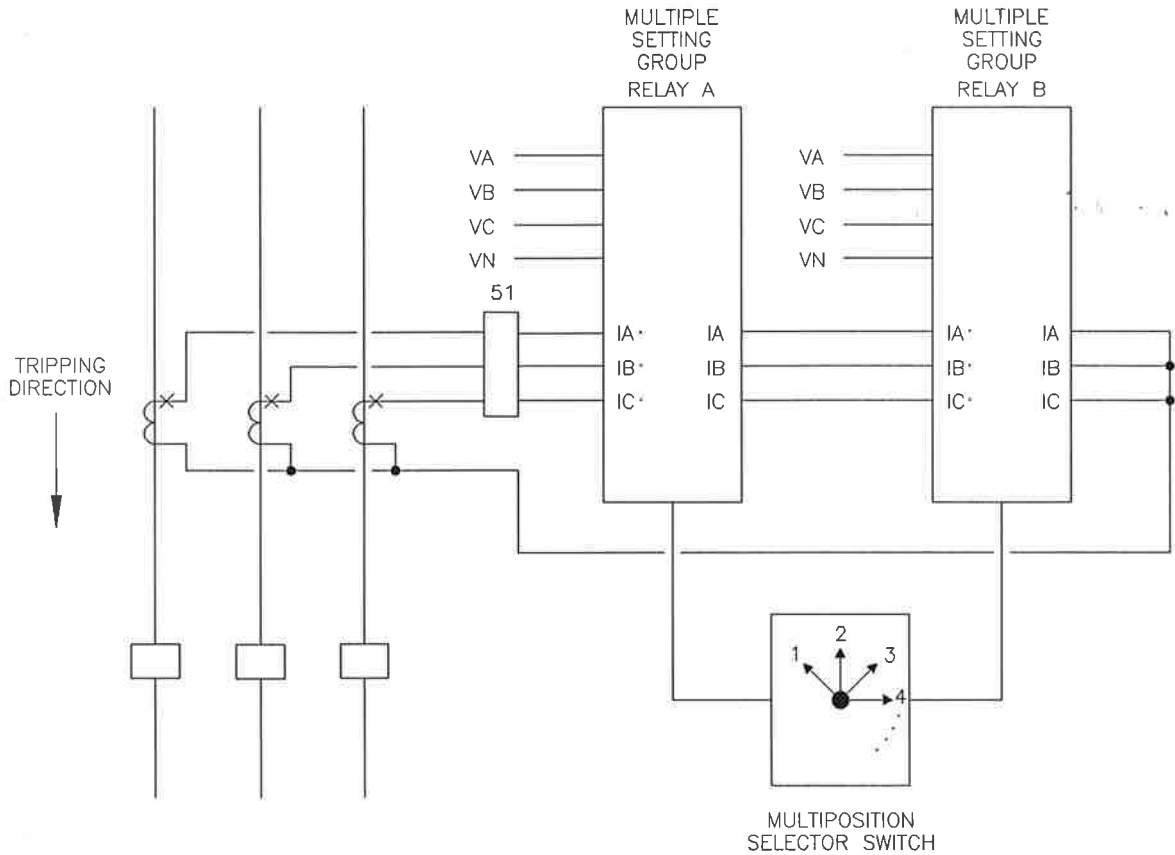 MULTIPLE
SETTING
GROUP
RELAY A
MULTIPLE
SETTING
GROUP
RELAY B
VA
VB
VC
VN
VA
VB
VC
VN
51
IA IA IA IA
IB IB IB IB
IC IC IC IC
TRIPPING
DIRECTION
1 2 3 4
MULTIPOSITION
SELECTOR SWITCH